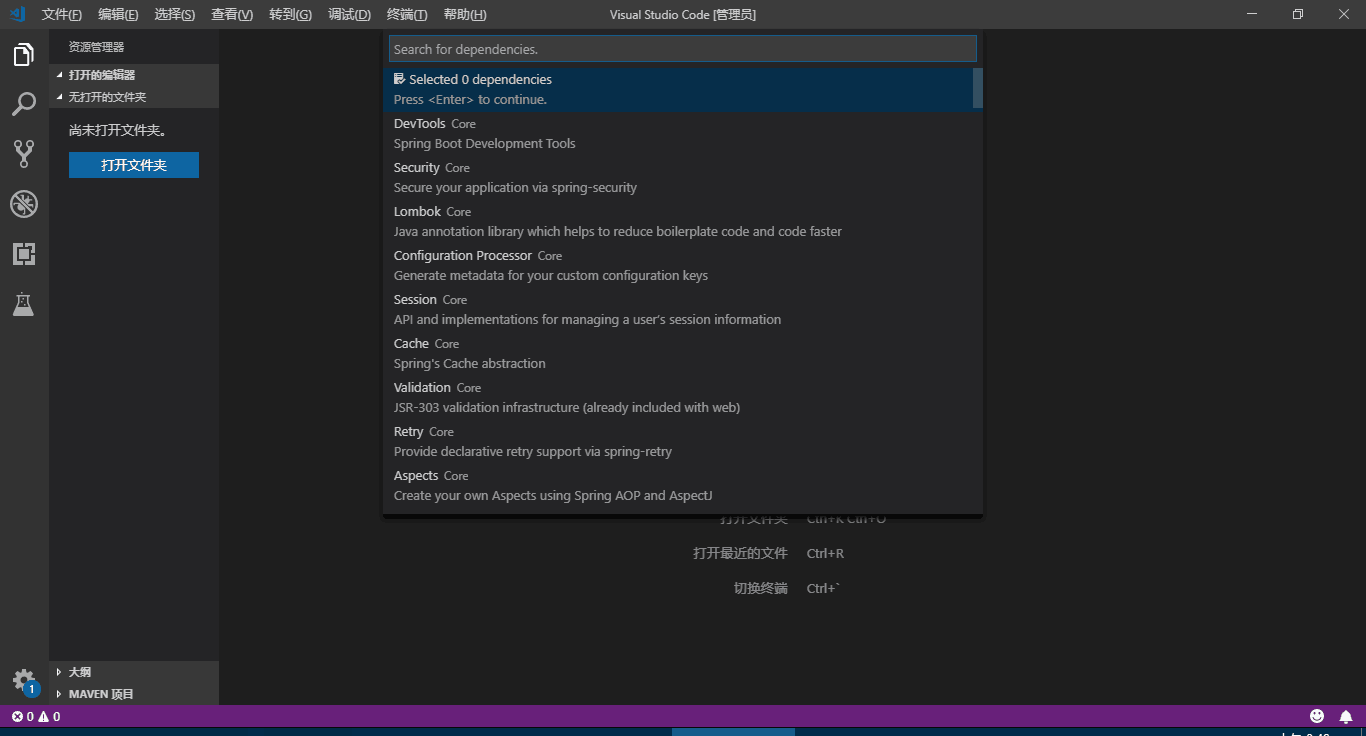 文件(F) 编辑(E) 选择(S) 查看(V) 转到(G) 调试(D) 终端(T) 帮助(H) Visual Studio Code [管理员]
资源管理器
打开的编辑器
无打开的文件夹
尚未打开文件夹。
打开文件夹
Search for dependencies.
Selected 0 dependencies
Press <Enter> to continue.
DevTools Core
Spring Boot Development Tools
Security Core
Secure your application via spring-security
Lombok Core
Java annotation library which helps to reduce boilerplate code and code faster
Configuration Processor Core
Generate metadata for your custom configuration keys
Session Core
API and implementations for managing a user's session information
Cache Core
Spring's Cache abstraction
Validation Core
JSR-303 validation infrastructure (already included with web)
Retry Core
Provide declarative retry support via spring-retry
Aspects Core
Create your own Aspects using Spring AOP and AspectJ
打开文件夹 Ctrl+K Ctrl+O
打开最近的文件 Ctrl+R
切换终端 Ctrl+`
大纲
MAVEN 项目
1
0 0